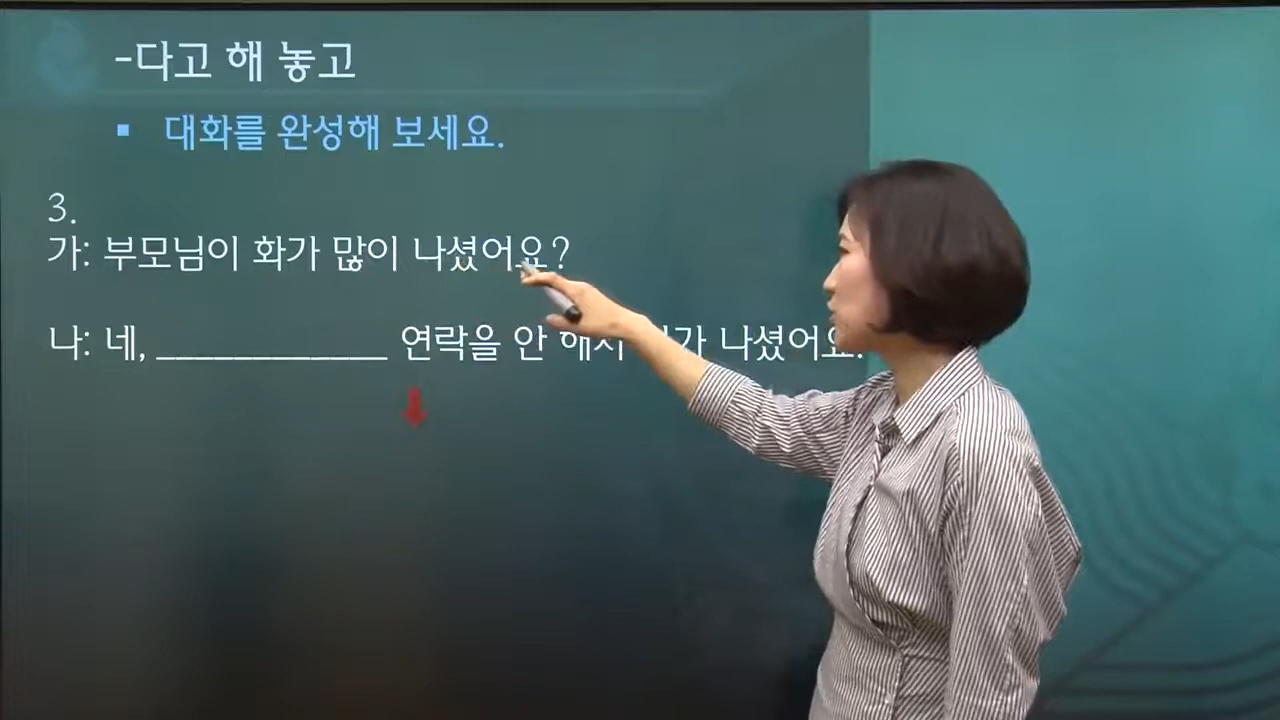 -다고 해 놓고
▪ 대화를 완성해 보세요.
3.
가: 부모님이 화가 많이 나셨어요?
나: 네, ____________ 연락을 안 나셨어요.